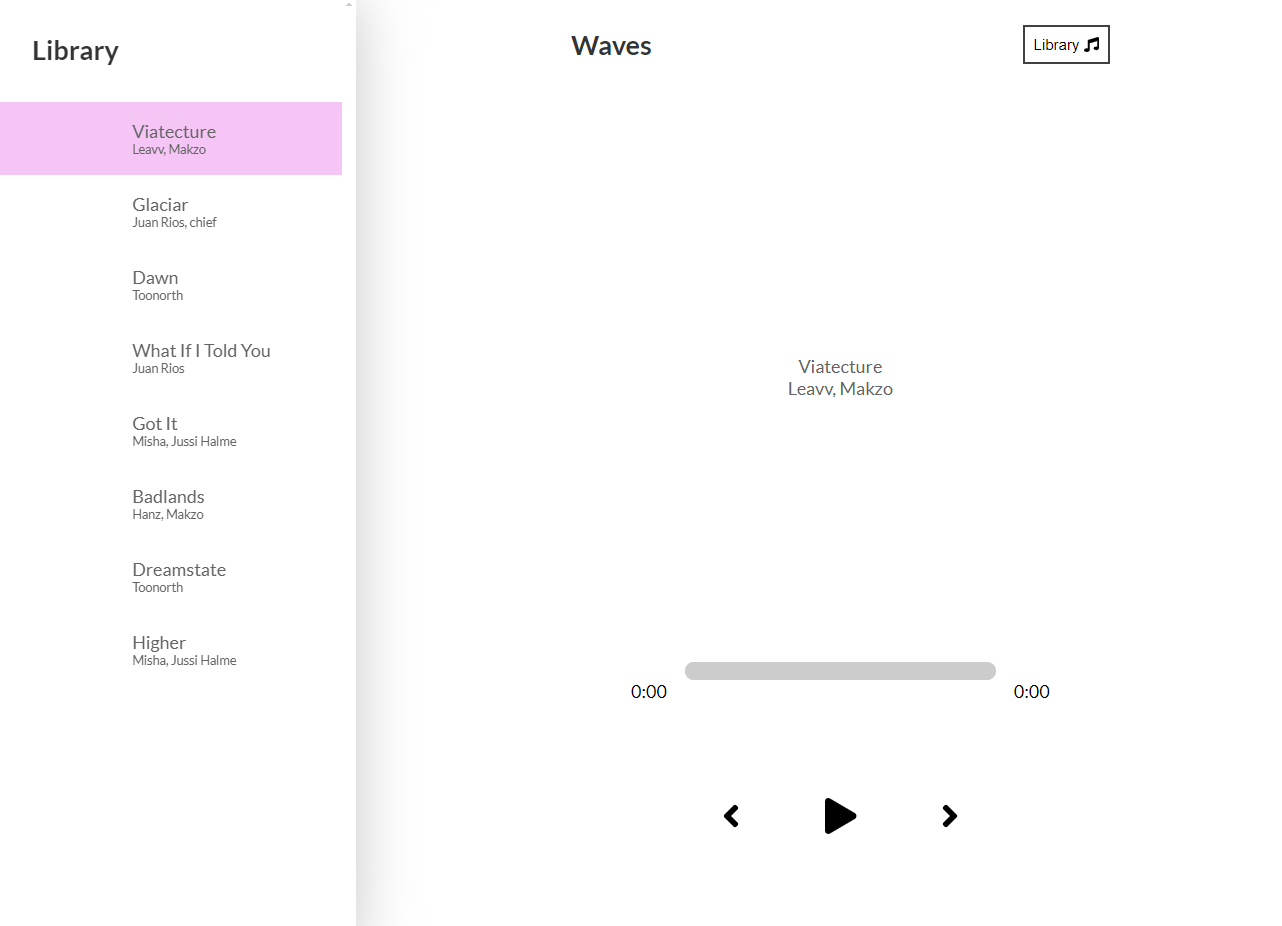 Library
Viatecture
Leavv, Makzo
Glaciar
Juan Rios, chief
Dawn
Toonorth
What If I Told You
Juan Rios
Got It
Misha, Jussi Halme
Badlands
Hanz, Makzo
Dreamstate
Toonorth
Higher
Misha, Jussi Halme
Waves
Library
Viatecture
Leavv, Makzo
0:00
0:00